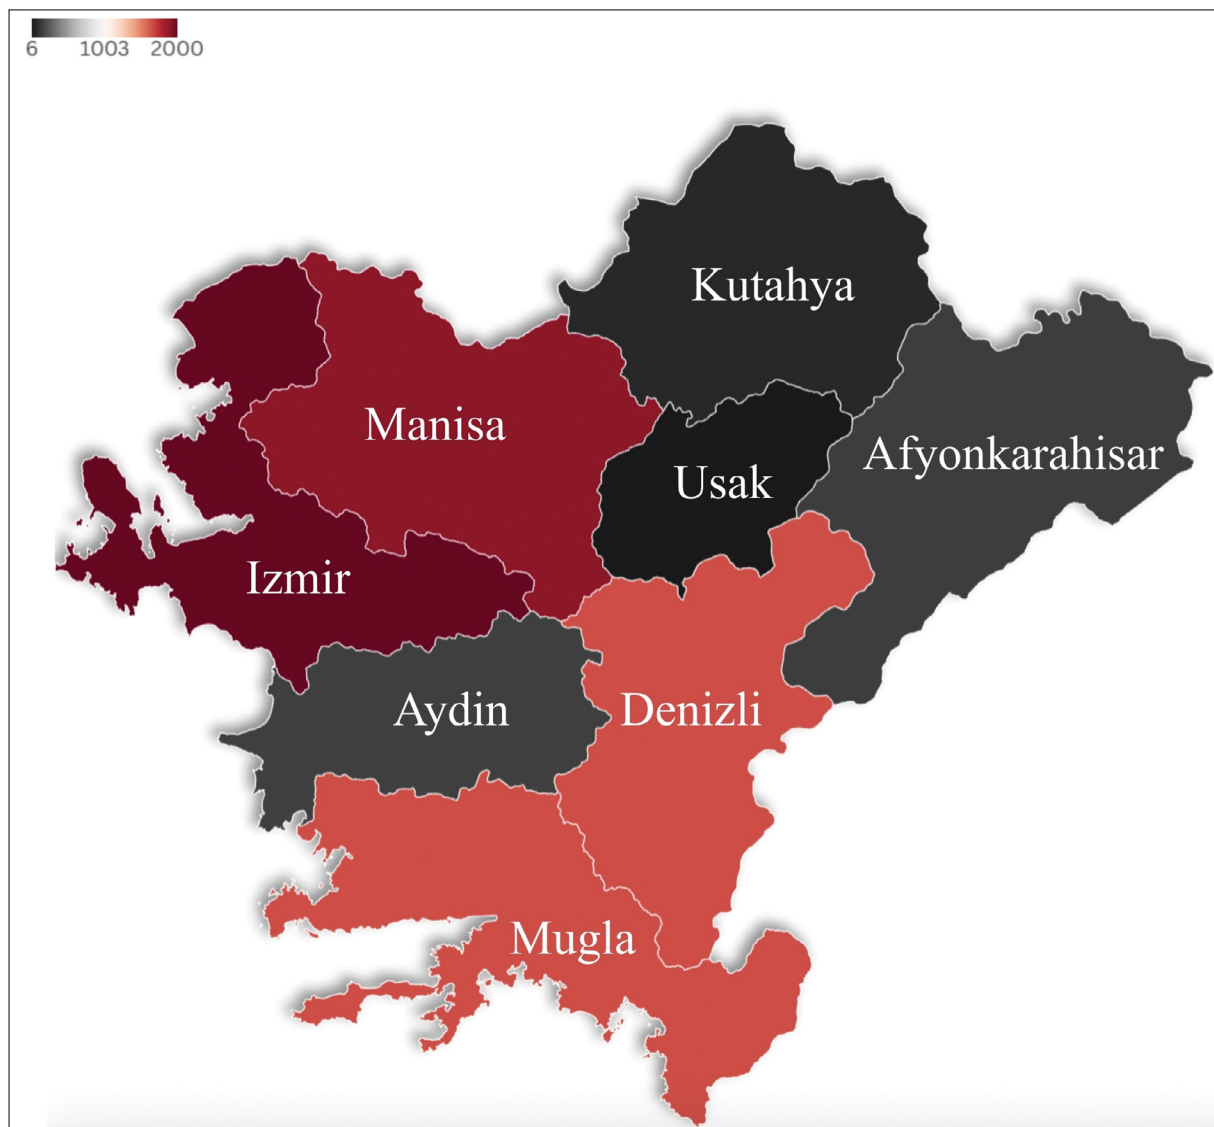 6 1003 2000
Kutahya
Manisa
Afyonkarahisar
Usak
Izmir
Aydin
Denizli
Mugla